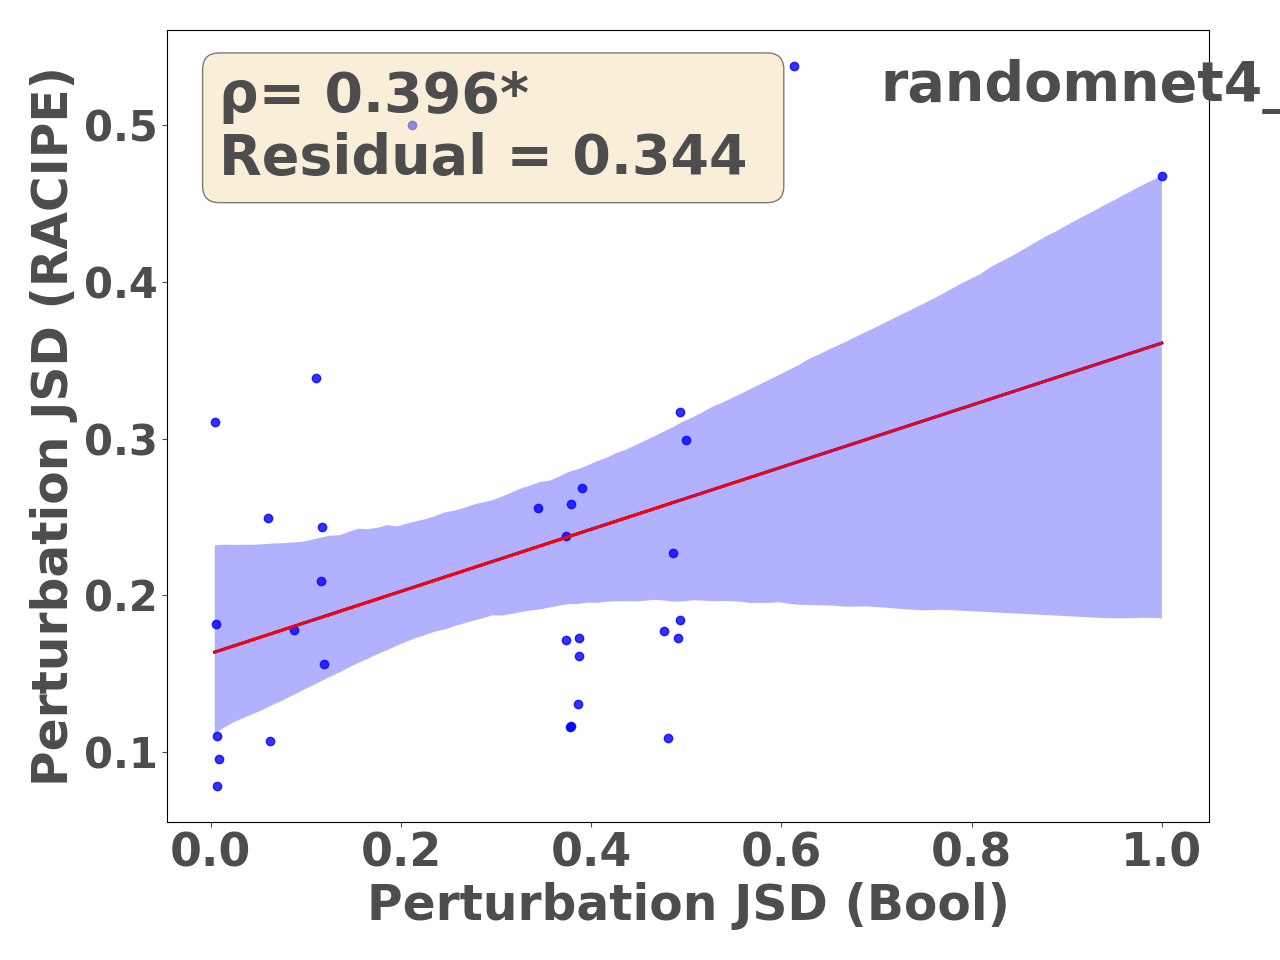 ρ= 0.396*
Residual = 0.344
randomnet4_
Perturbation JSD (RACIPE)
0.5
0.4
0.3
0.2
0.1
0.0 0.2 0.4 0.6 0.8 1.0
Perturbation JSD (Bool)